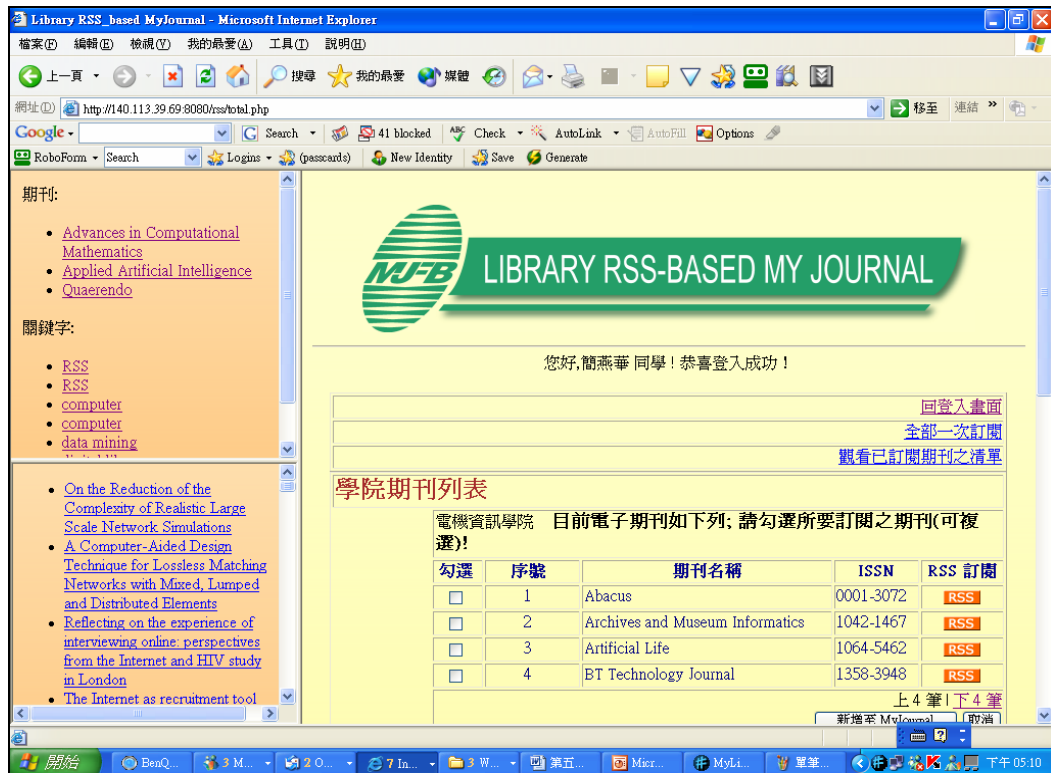 Library RSS_based MyJournal - Microsoft Internet Explorer
檔案(F) 編輯(E) 檢視(V) 我的最愛(A) 工具(T) 說明(H)
上一頁 搜尋 我的最愛 媒體
網址(D) http://140.113.39.69:8080/rss/total.php 移至 連結 »
Google Search 41 blocked Check AutoLink AutoFill Options
RoboForm Search Logins (passcards) New Identity Save Generate
期刊:
Advances in Computational
Mathematics
Applied Artificial Intelligence
Quaerendo
關鍵字:
RSS
RSS
computer
computer
data mining
On the Reduction of the
Complexity of Realistic Large
Scale Network Simulations
A Computer-Aided Design
Technique for Lossless Matching
Networks with Mixed, Lumped
and Distributed Elements
Reflecting on the experience of
interviewing online: perspectives
from the Internet and HIV study
in London
The Internet as recruitment tool
MJ-B LIBRARY RSS-BASED MY JOURNAL
您好,簡燕華 同學 ! 恭喜登入成功 !
回登入畫面
全部一次訂閱
觀看已訂閱期刊之清單
學院期刊列表
電機資訊學院 目前電子期刊如下列; 請勾選所要訂閱之期刊(可複
選)!
勾選 序號 期刊名稱 ISSN RSS 訂閱
1 Abacus 0001-3072 RSS
2 Archives and Museum Informatics 1042-1467 RSS
3 Artificial Life 1064-5462 RSS
4 BT Technology Journal 1358-3948 RSS
上4 筆 | 下4 筆
新增至 MyJournal 取消
開始 BenQ... 3 M... 2 O... 7 In... 3 W... 第五... Micr... MyLi... 單筆... 下午 05:10